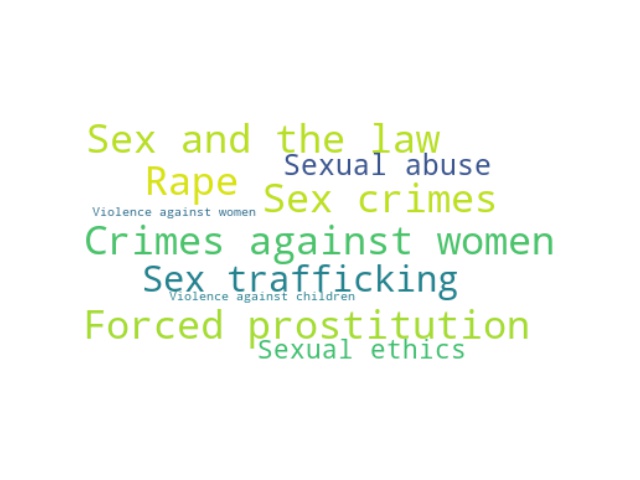 Sex and the law
Sexual abuse
Rape
Sex crimes
Violence against women
Crimes against women
Sex trafficking
Violence against children
Forced prostitution
Sexual ethics